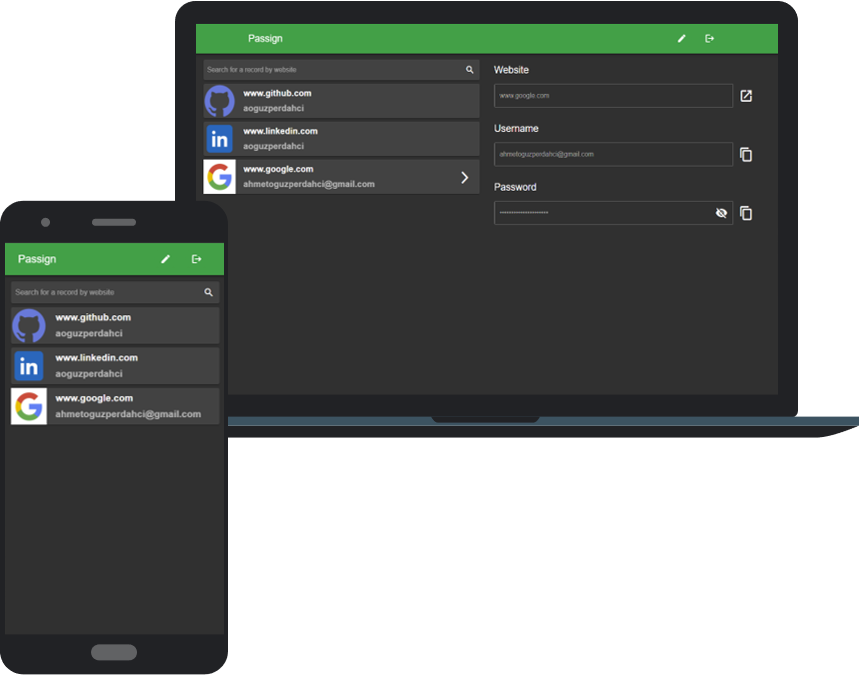 Passign
Search for a record by website
www.github.com
aoguzperdahci
www.linkedin.com
aoguzperdahci
www.google.com
ahmetoguzperdahci@gmail.com
Website
www.google.com
Username
ahmetoguzperdahci@gmail.com
Password
Passign
Search for a record by website
www.github.com
aoguzperdahci
in
www.linkedin.com
aoguzperdahci
G
www.google.com
ahmetoguzperdahci@gmail.com